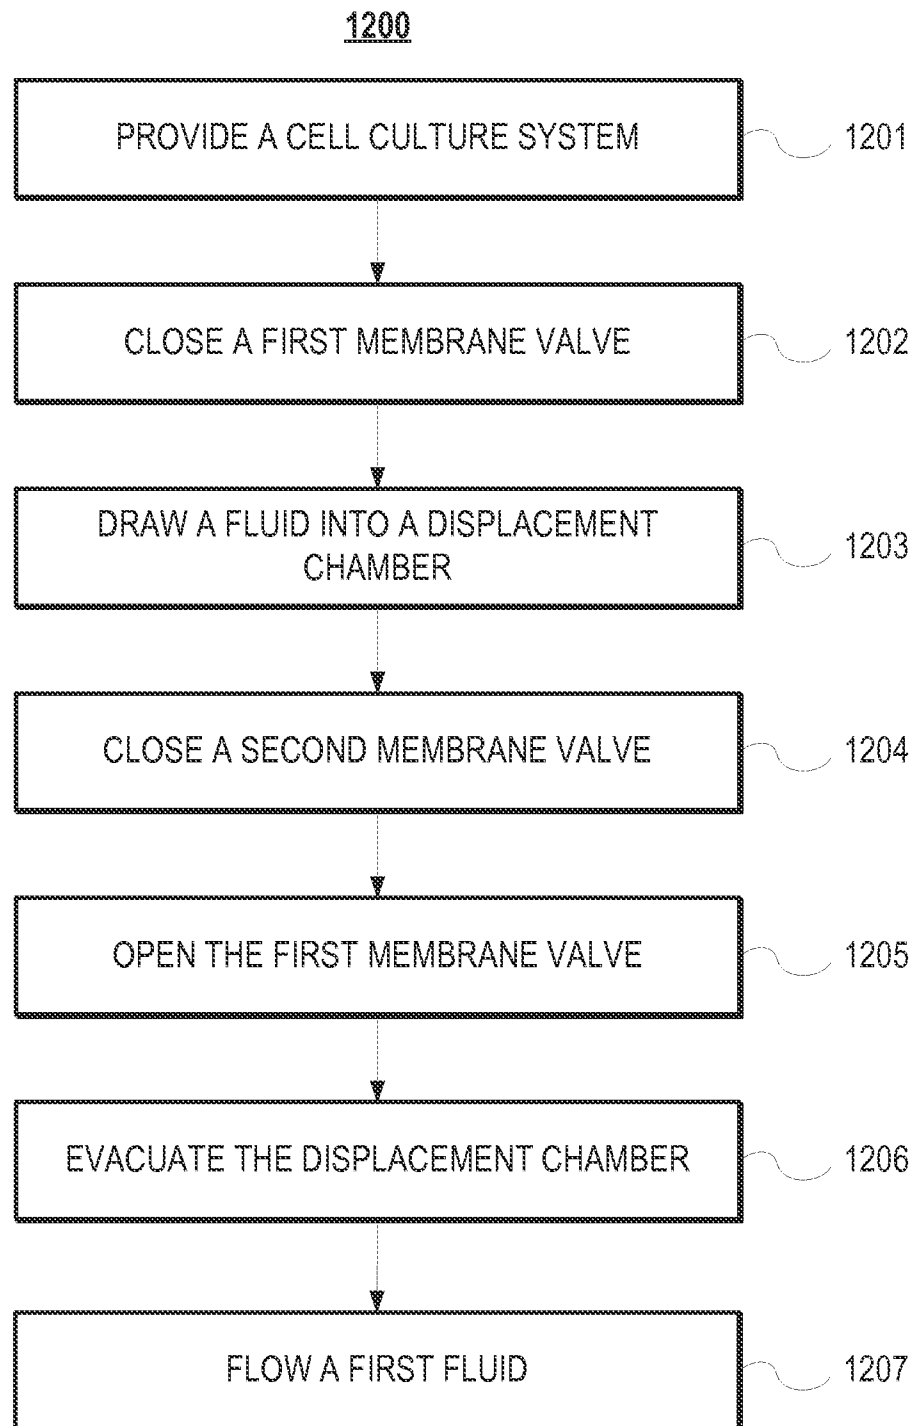 1200
PROVIDE A CELL CULTURE SYSTEM
1201
CLOSE A FIRST MEMBRANE VALVE
1202
DRAW A FLUID INTO A DISPLACEMENT
CHAMBER
1203
CLOSE A SECOND MEMBRANE VALVE
1204
OPEN THE FIRST MEMBRANE VALVE
1205
EVACUATE THE DISPLACEMENT CHAMBER
1206
FLOW A FIRST FLUID
1207